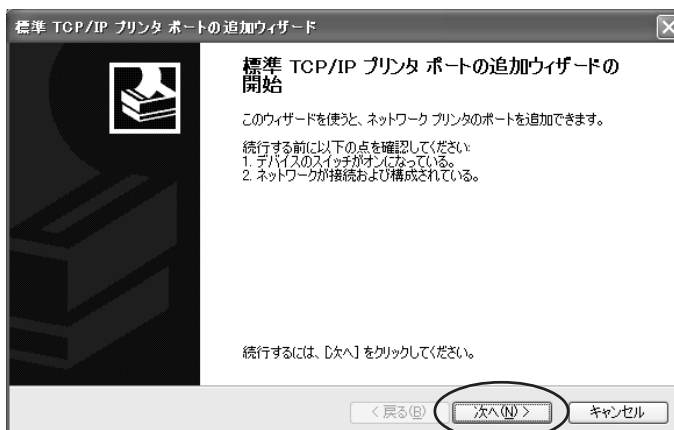 標準 TCP/IP プリンタ ポートの追加ウィザード
標準 TCP/IP プリンタ ポートの追加ウィザードの
開始
このウィザードを使うと、ネットワーク プリンタのポートを追加できます。
続行する前に以下の点を確認してください:
1. デバイスのスイッチがオンになっている。
2. ネットワークが接続および構成されている。
続行するには、[次へ] をクリックしてください。
< 戻る(B)
次へ(N) >
キャンセル